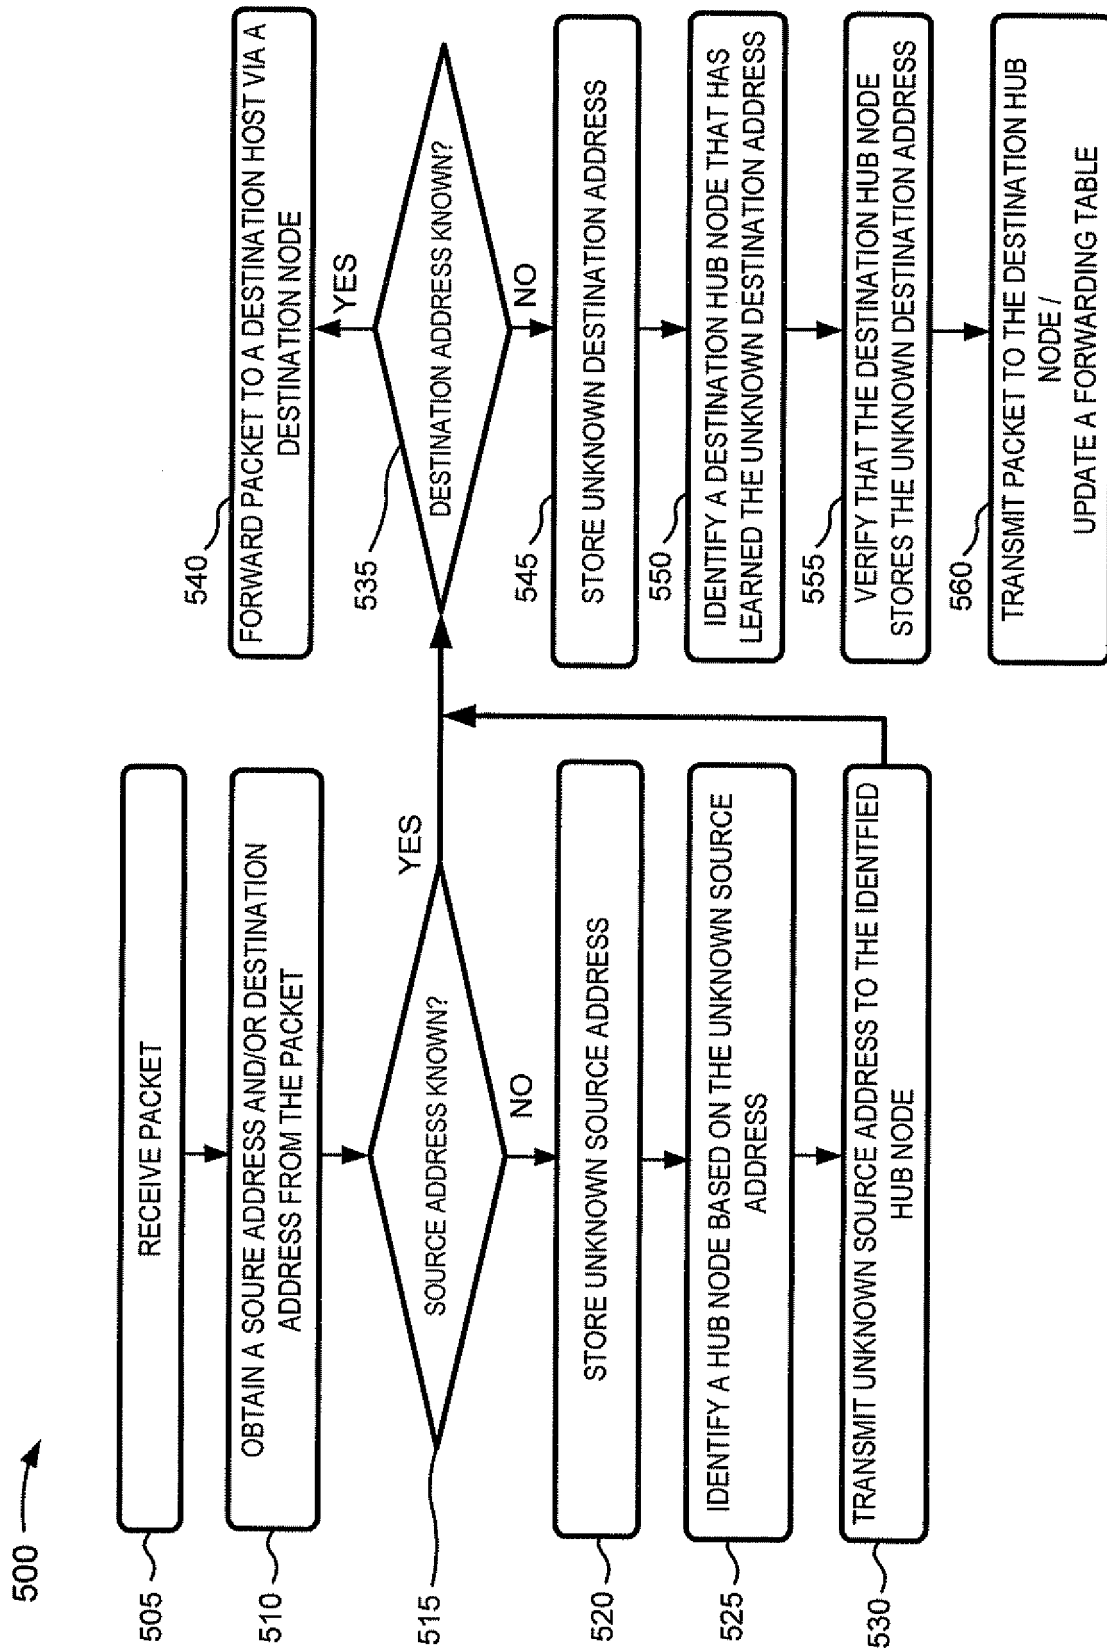 500
505
RECEIVE PACKET
510
OBTAIN A SOURE ADDRESS AND/OR DESTINATION
ADDRESS FROM THE PACKET
515
SOURCE ADDRESS KNOWN?
YES
NO
520
STORE UNKNOWN SOURCE ADDRESS
525
IDENTIFY A HUB NODE BASED ON THE UNKNOWN SOURCE
ADDRESS
530
TRANSMIT UNKNOWN SOURCE ADDRESS TO THE IDENTFIED
HUB NODE
540
FORWARD PACKET TO A DESTINATION HOST VIA A
DESTINATION NODE
YES
535
DESTINATION ADDRESS KNOWN?
NO
545
STORE UNKNOWN DESTINATION ADDRESS
550
IDENTIFY A DESTINATION HUB NODE THAT HAS
LEARNED THE UNKNOWN DESTINATION ADDRESS
555
VERIFY THAT THE DESTINATION HUB NODE
STORES THE UNKNOWN DESTINATION ADDRESS
560
TRANSMIT PACKET TO THE DESTINATION HUB
NODE /
UPDATE A FORWARDING TABLE